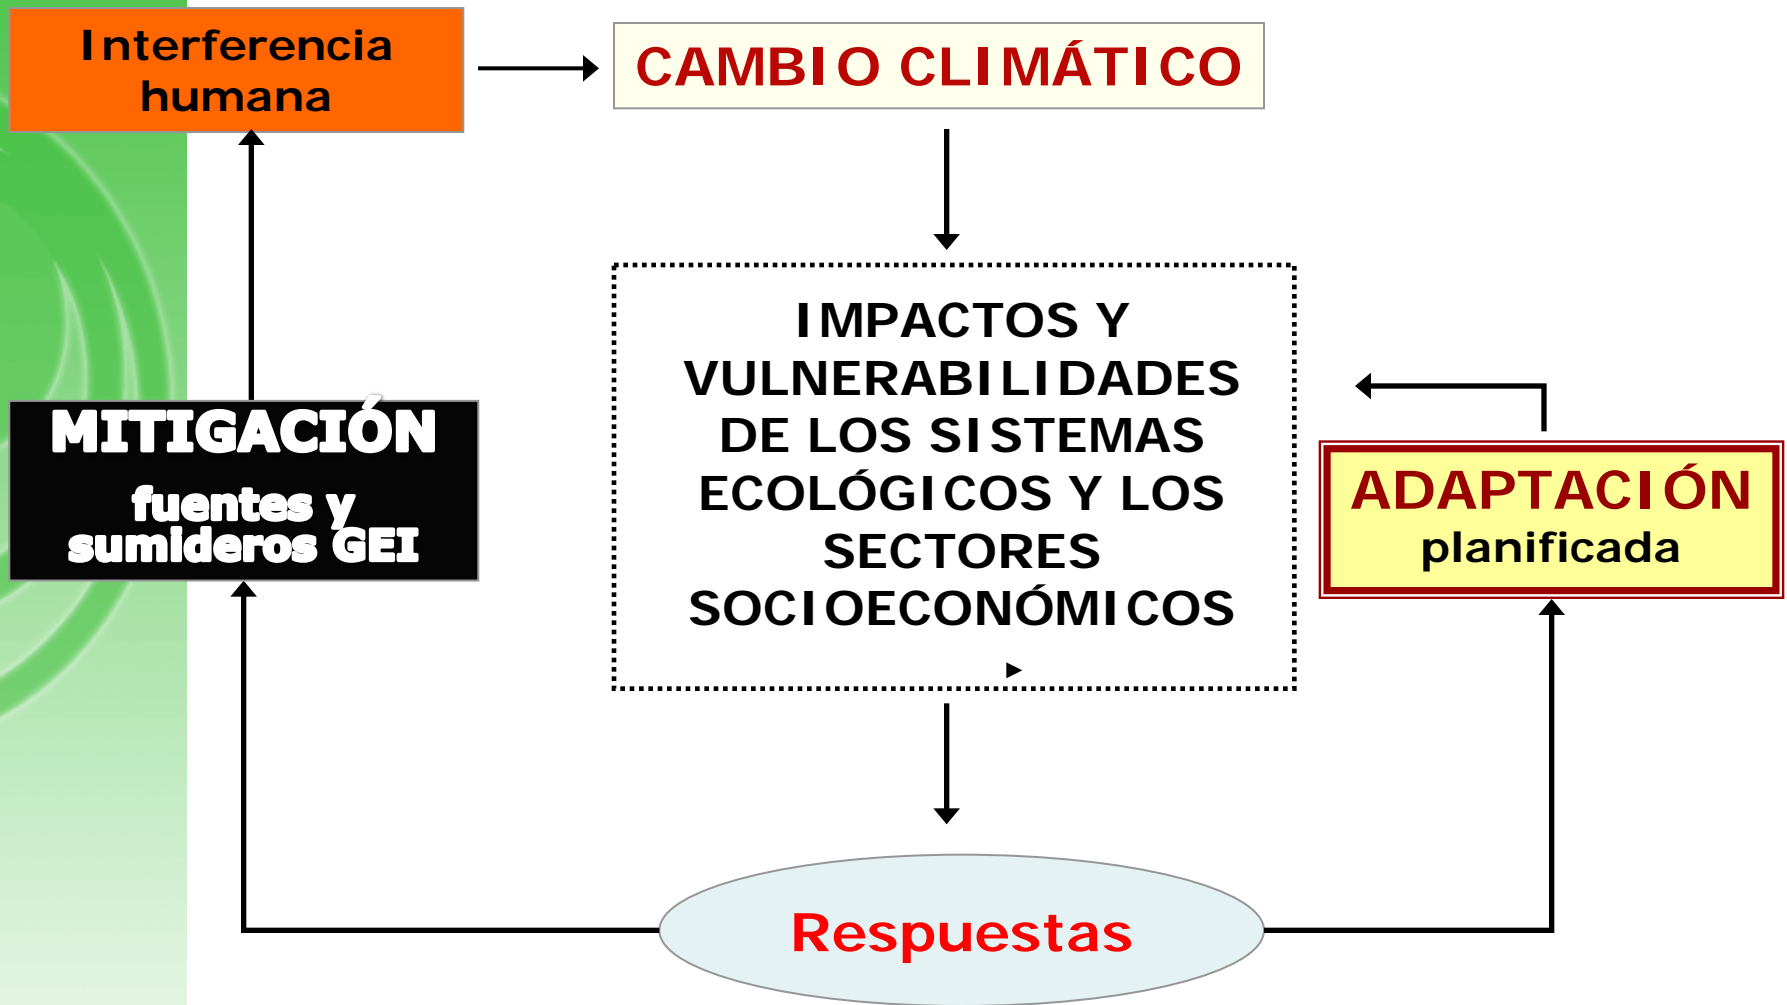 Interferencia
humana
CAMBIO CLIMÁTICO
IMPACTOS Y
VULNERABILIDADES
DE LOS SISTEMAS
ECOLÓGICOS Y LOS
SECTORES
SOCIOECONÓMICOS
MITIGACIÓN
fuentes y
sumideros GEI
ADAPTACIÓN
planificada
Respuestas